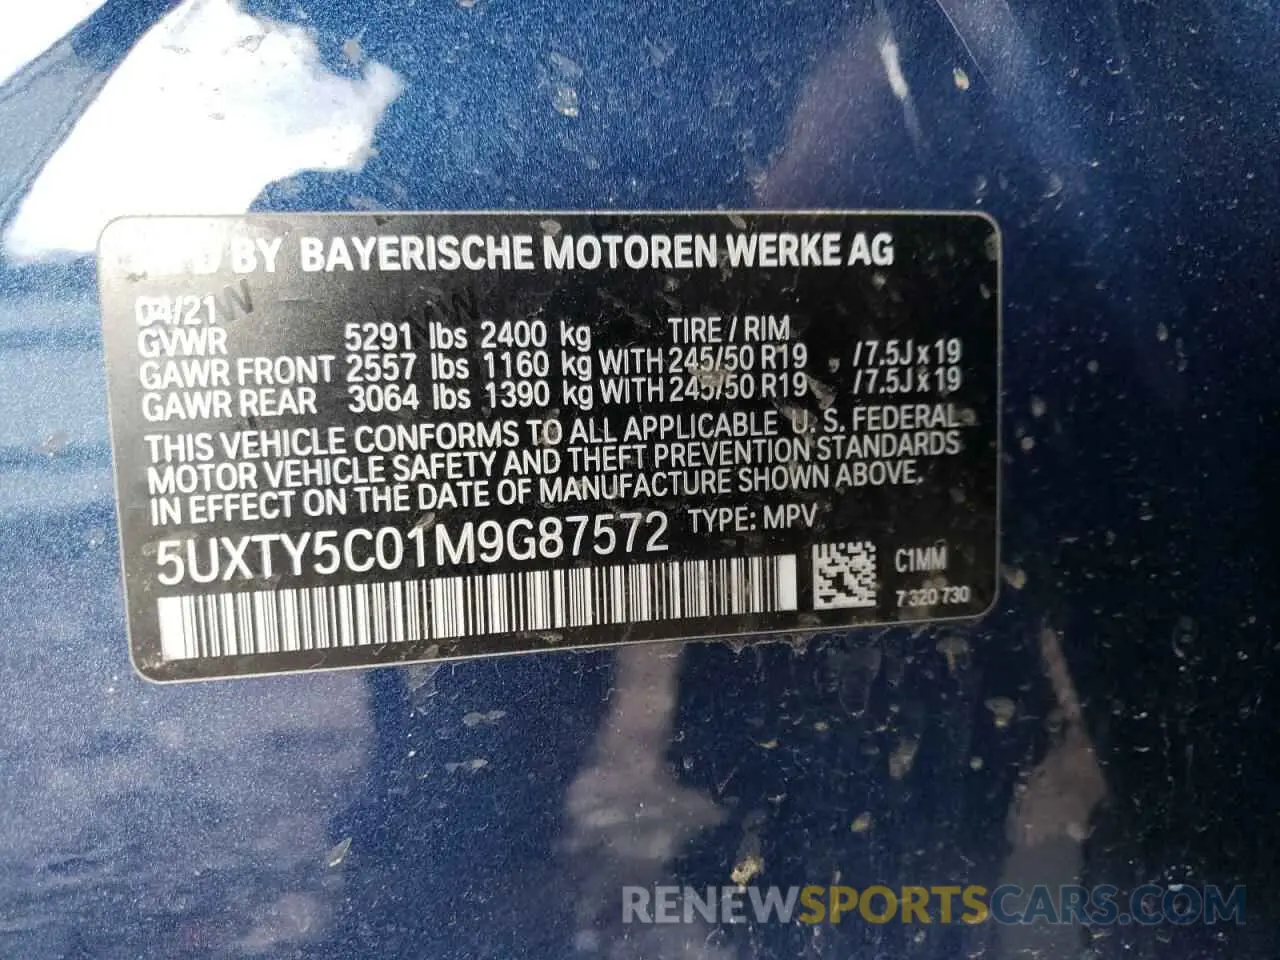 MFD BY BAYERISCHE MOTOREN WERKE AG
04/21
GVWR 5291 lbs 2400 kg TIRE / RIM
GAWR FRONT 2557 lbs 1160 kg WITH 245/50 R19 , /7.5J x 19
GAWR REAR 3064 lbs 1390 kg WITH 245/50 R19 /7.5J x 19
THIS VEHICLE CONFORMS TO ALL APPLICABLE U. S. FEDERAL
MOTOR VEHICLE SAFETY AND THEFT PREVENTION STANDARDS
IN EFFECT ON THE DATE OF MANUFACTURE SHOWN ABOVE.
5UXTY5C01M9G87572 TYPE: MPV
C1MM
7 320 730
RENEWSPORTSCARS.COM